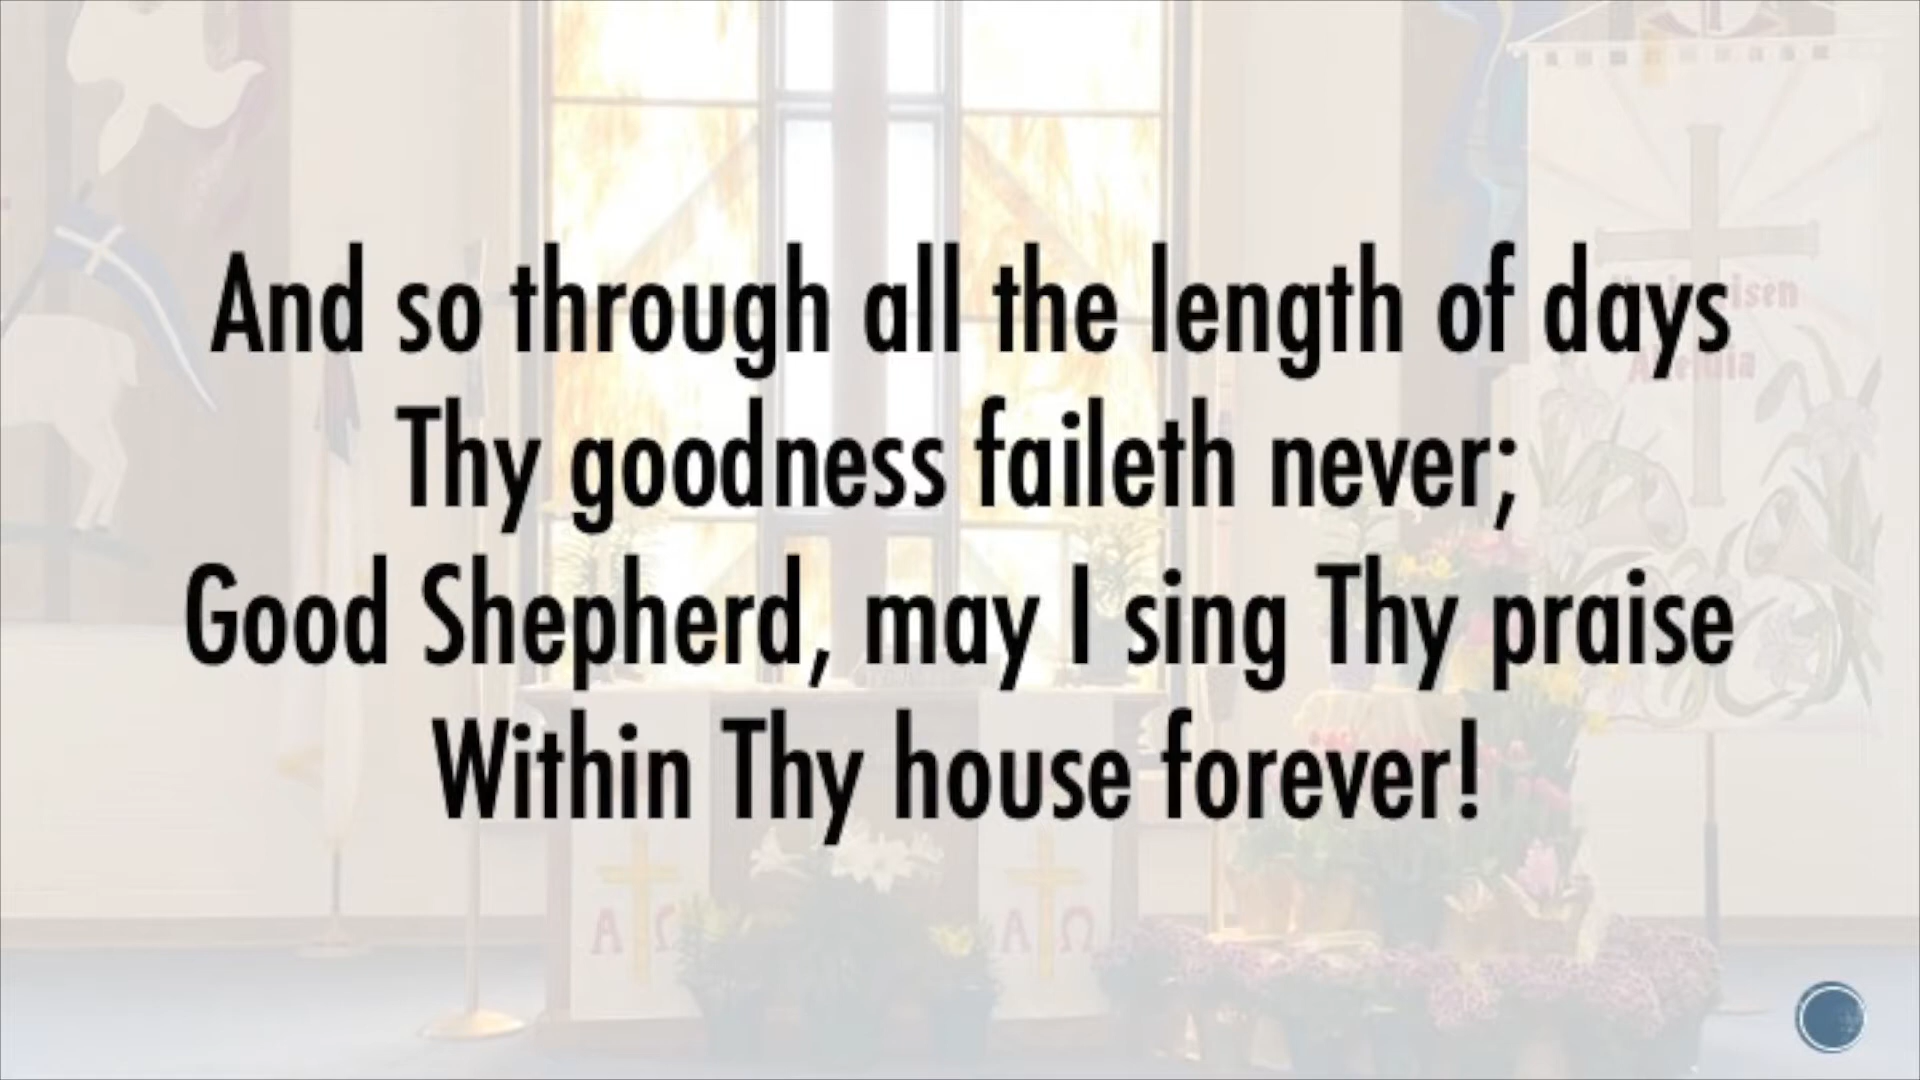 And so through all the length of days
Thy goodness faileth never;
Good Shepherd, may I sing Thy praise
Within Thy house forever!
Α Ω
Α Ω